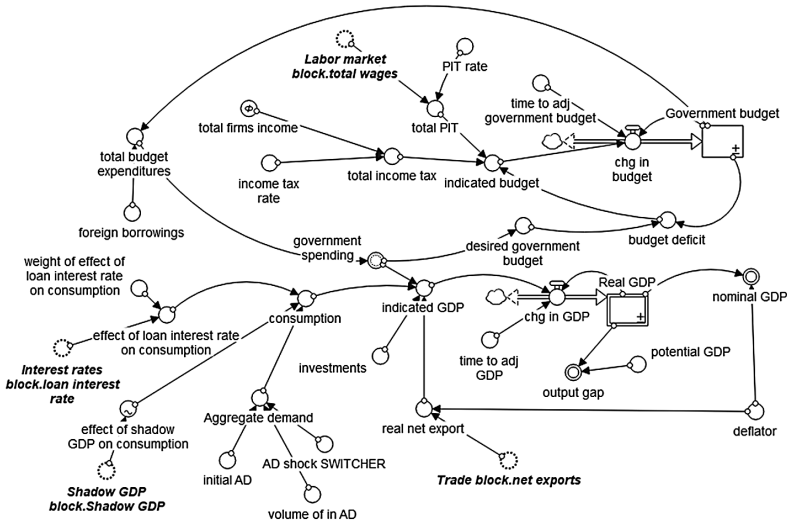 Labor market
block.total wages
PIT rate
time to adj
government budget
Government budget
total firms income
total PIT
total budget
expenditures
income tax
rate
total income tax
indicated budget
chg in
budget
foreign borrowings
government
spending
desired government
budget
budget deficit
weight of effect of
loan interest rate
on consumption
Real GDP
nominal GDP
consumption
indicated GDP
chg in GDP
effect of loan interest rate
on consumption
Interest rates
block.loan interest
rate
investments
time to adj
GDP
potential GDP
output gap
effect of shadow
GDP on consumption
Aggregate demand
real net export
deflator
AD shock SWITCHER
initial AD
Shadow GDP
block.Shadow GDP
volume of in AD
Trade block.net exports